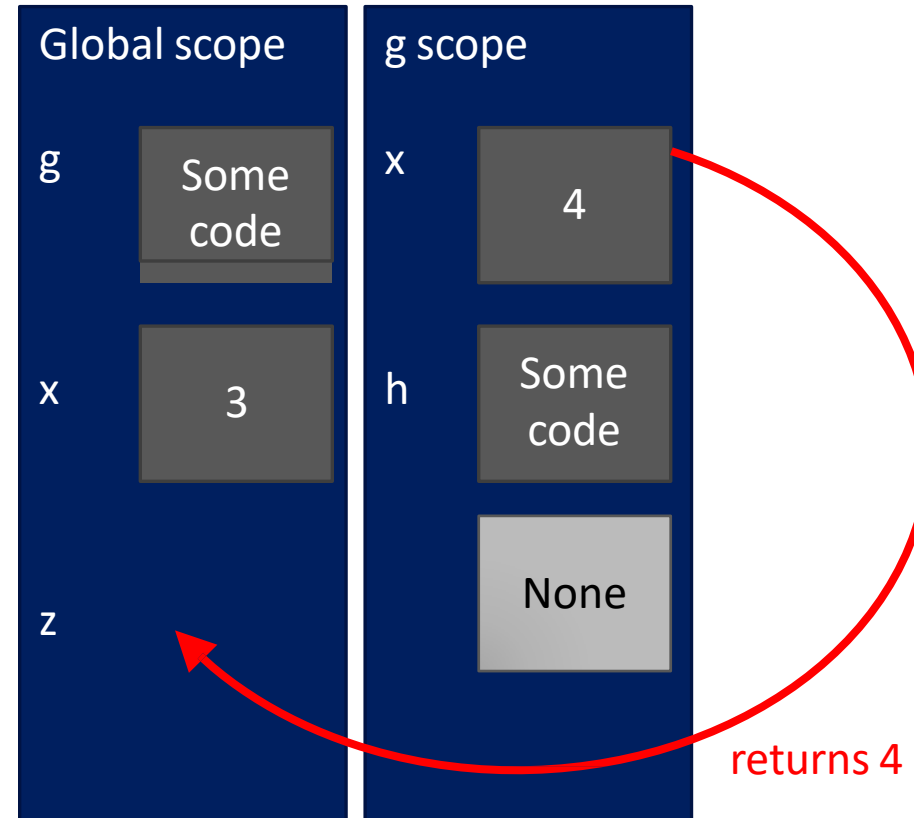 Global scope
g
Some
code
x
3
z
g scope
x
4
h
Some
code
None
returns 4